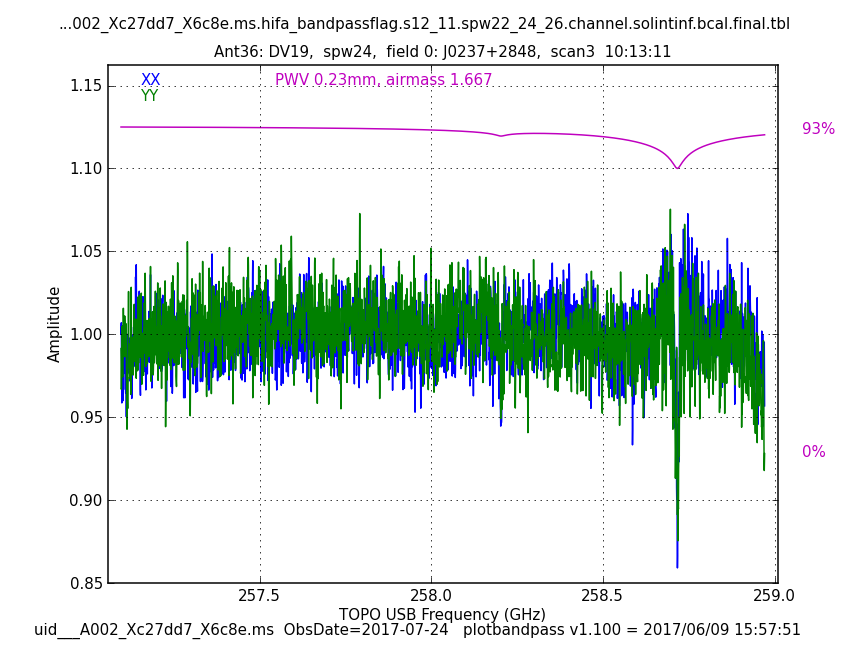 ...002_Xc27dd7_X6c8e.ms.hifa_bandpassflag.s12_11.spw22_24_26.channel.solintinf.bcal.final.tbl
Ant36: DV19,  spw24,  field 0: J0237+2848,  scan3  10:13:11
XX
YY
PWV 0.23mm, airmass 1.667
93%
0%
Amplitude
1.15
1.10
1.05
1.00
0.95
0.90
0.85
257.5
258.0
258.5
259.0
TOPO USB Frequency (GHz)
uid___A002_Xc27dd7_X6c8e.ms  ObsDate=2017-07-24   plotbandpass v1.100 = 2017/06/09 15:57:51